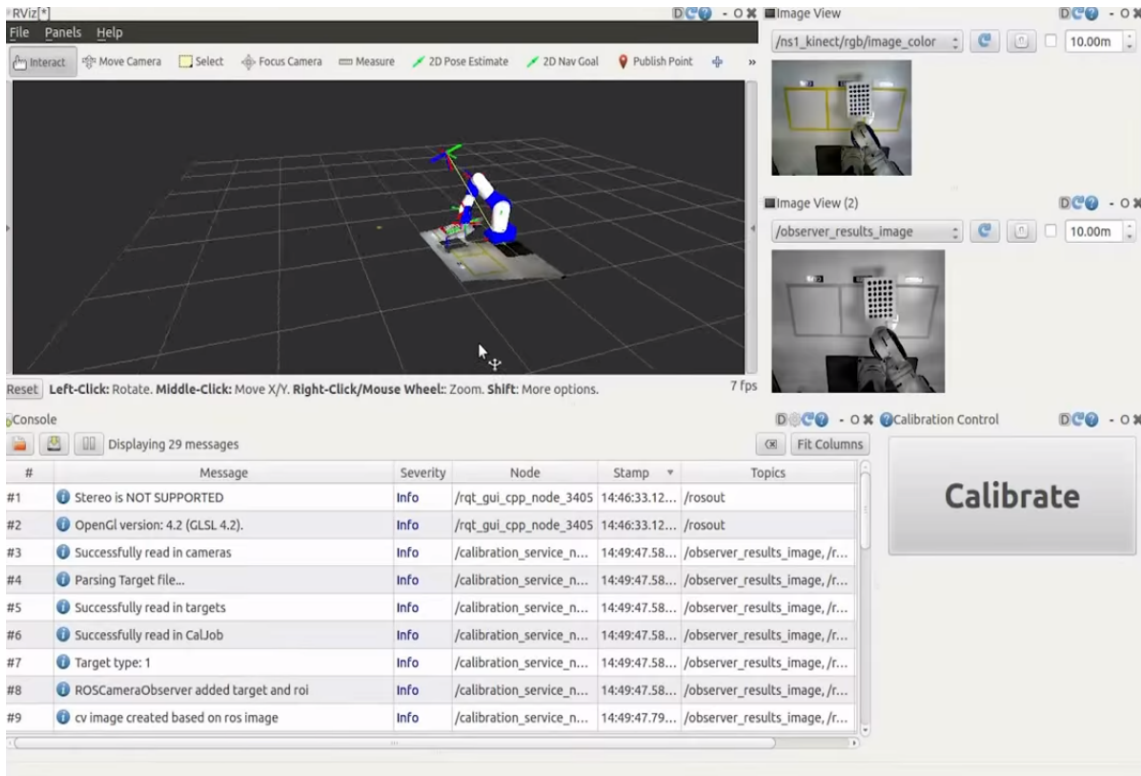 RViz[*]
File Panels Help
Interact Move Camera Select Focus Camera Measure 2D Pose Estimate 2D Nav Goal Publish Point »
Reset Left-Click: Rotate. Middle-Click: Move X/Y. Right-Click/Mouse Wheel:: Zoom. Shift: More options. 7 fps
Image View
/ns1_kinect/rgb/image_color 10.00m
Image View (2)
/observer_results_image 10.00m
Console
Displaying 29 messages Fit Columns
# Message Severity Node Stamp Topics
#1 Stereo is NOT SUPPORTED Info /rqt_gui_cpp_node_3405 14:46:33.12... /rosout
#2 OpenGl version: 4.2 (GLSL 4.2). Info /rqt_gui_cpp_node_3405 14:46:33.12... /rosout
#3 Successfully read in cameras Info /calibration_service_n... 14:49:47.58... /observer_results_image, /r...
#4 Parsing Target file... Info /calibration_service_n... 14:49:47.58... /observer_results_image, /r...
#5 Successfully read in targets Info /calibration_service_n... 14:49:47.58... /observer_results_image, /r...
#6 Successfully read in CalJob Info /calibration_service_n... 14:49:47.58... /observer_results_image, /r...
#7 Target type: 1 Info /calibration_service_n... 14:49:47.58... /observer_results_image, /r...
#8 ROSCameraObserver added target and roi Info /calibration_service_n... 14:49:47.58... /observer_results_image, /r...
#9 cv image created based on ros image Info /calibration_service_n... 14:49:47.79... /observer_results_image, /r...
Calibration Control
Calibrate